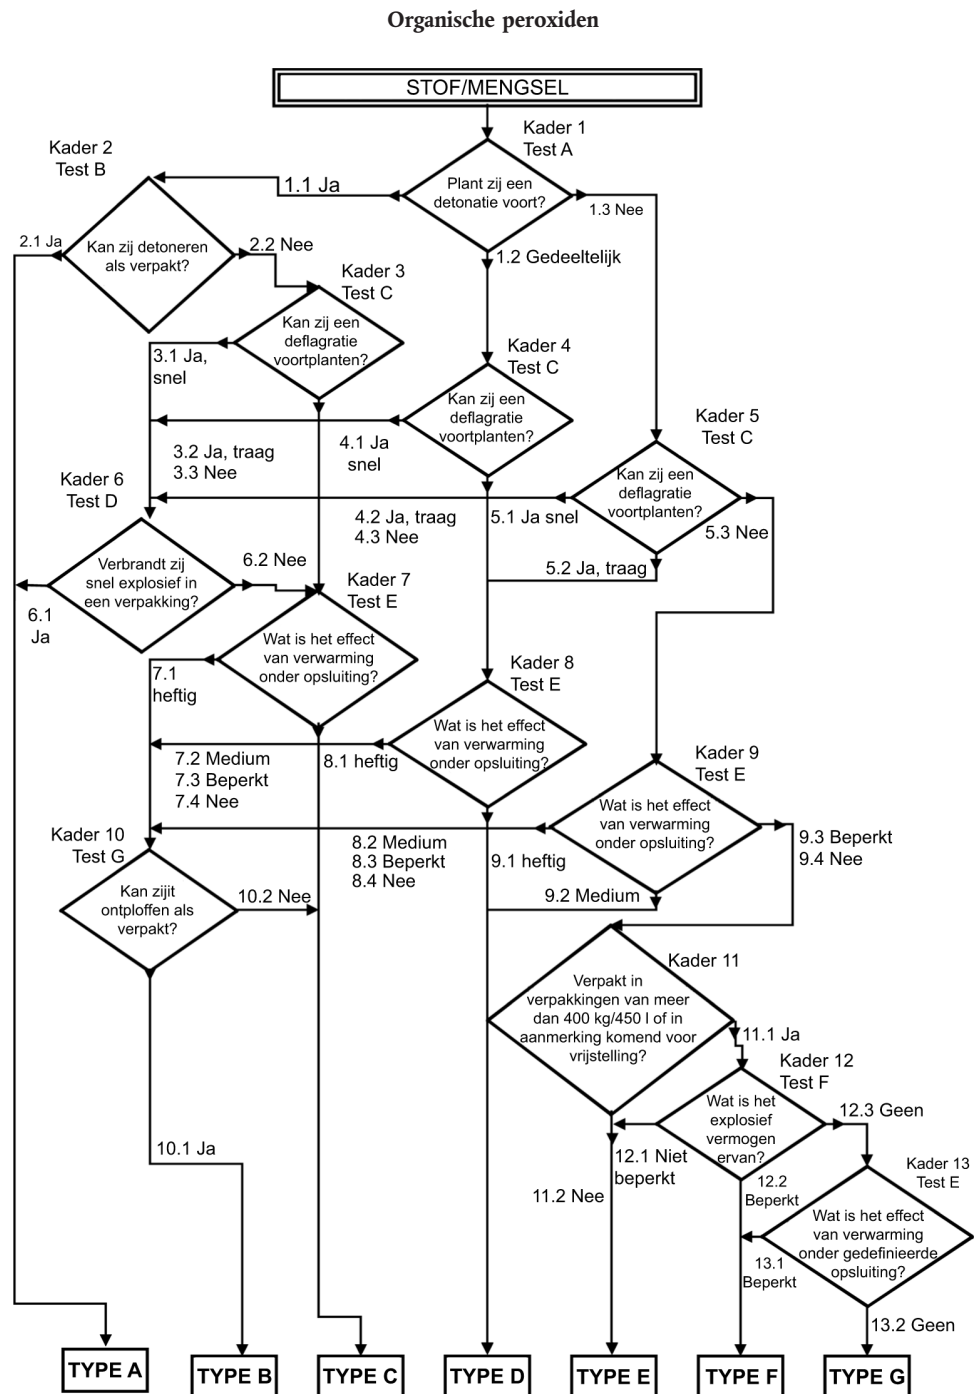 Organische peroxiden
STOF/MENGSEL
Kader 1
Test A
Plant zij een
detonatie voort?
1.1 Ja
1.2 Gedeeltelijk
1.3 Nee
Kader 2
Test B
Kan zij detoneren
als verpakt?
2.1 Ja
2.2 Nee
Kader 3
Test C
Kan zij een
deflagratie
voortplanten?
3.1 Ja,
snel
3.2 Ja, traag
3.3 Nee
Kader 4
Test C
Kan zij een
deflagratie
voortplanten?
4.1 Ja
snel
4.2 Ja, traag
4.3 Nee
Kader 5
Test C
Kan zij een
deflagratie
voortplanten?
5.1 Ja snel
5.2 Ja, traag
5.3 Nee
Kader 6
Test D
Verbrandt zij
snel explosief in
een verpakking?
6.1
Ja
6.2 Nee
Kader 7
Test E
Wat is het effect
van verwarming
onder opsluiting?
7.1
heftig
7.2 Medium
7.3 Beperkt
7.4 Nee
Kader 8
Test E
Wat is het effect
van verwarming
onder opsluiting?
8.1 heftig
8.2 Medium
8.3 Beperkt
8.4 Nee
Kader 9
Test E
Wat is het effect
van verwarming
onder opsluiting?
9.1 heftig
9.2 Medium
9.3 Beperkt
9.4 Nee
Kader 10
Test G
Kan zijit
ontploffen als
verpakt?
10.1 Ja
10.2 Nee
Kader 11
Verpakt in
verpakkingen van meer
dan 400 kg/450 l of in
aanmerking komend voor
vrijstelling?
11.1 Ja
11.2 Nee
Kader 12
Test F
Wat is het
explosief
vermogen
ervan?
12.1 Niet
beperkt
12.2
Beperkt
12.3 Geen
Kader 13
Test E
Wat is het effect
van verwarming
onder gedefinieerde
opsluiting?
13.1
Beperkt
13.2 Geen
TYPE A
TYPE B
TYPE C
TYPE D
TYPE E
TYPE F
TYPE G